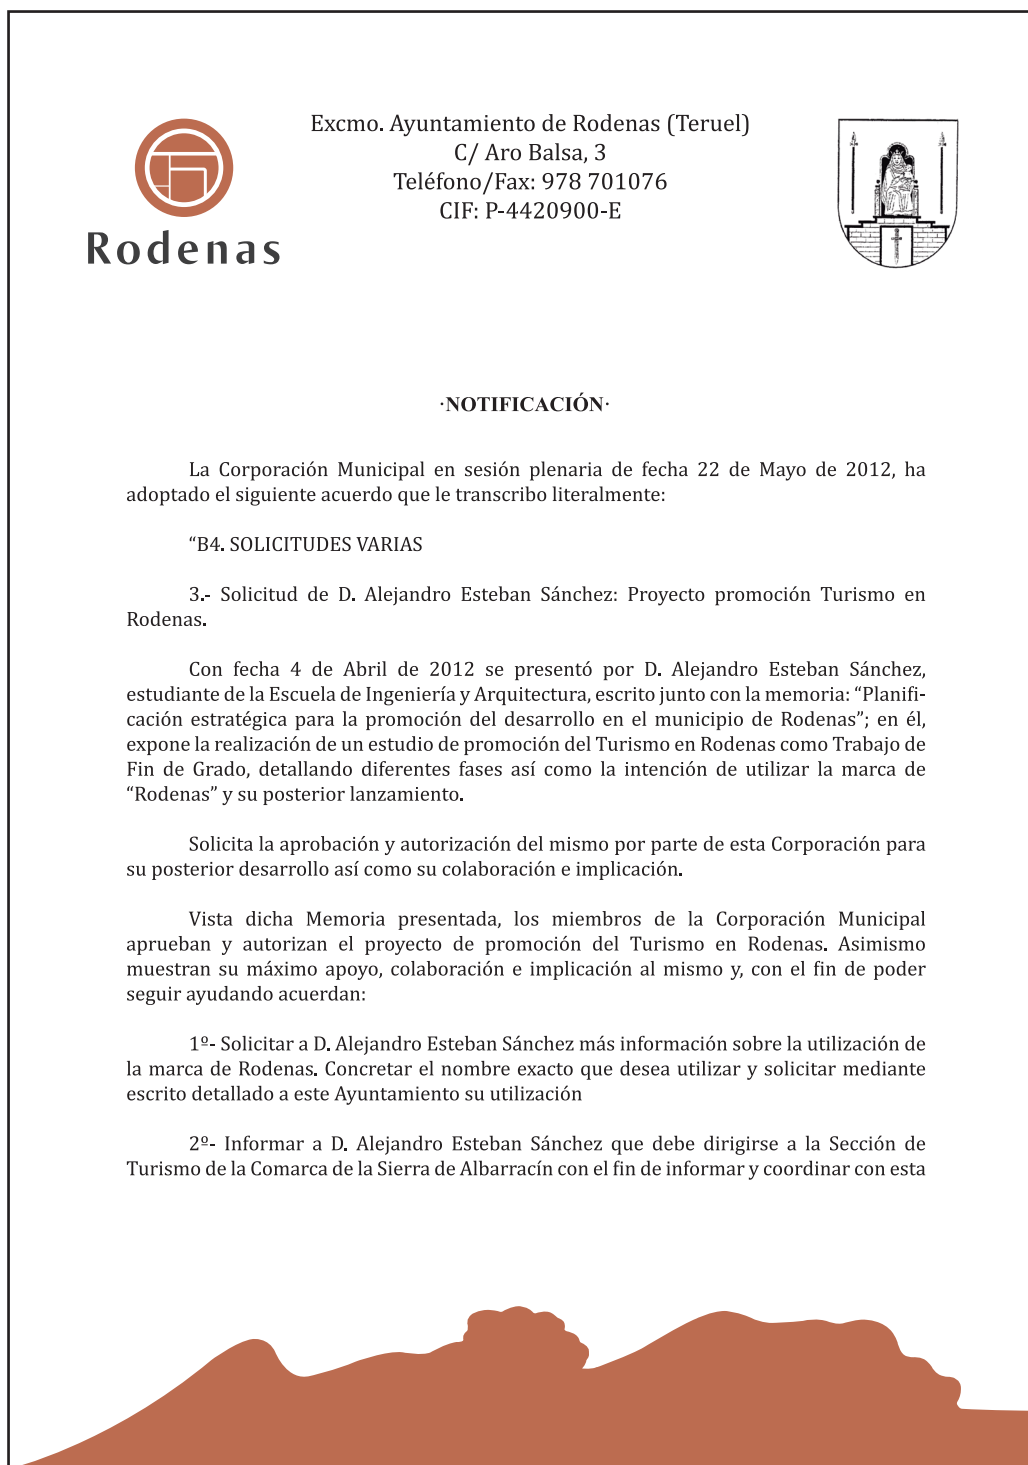 Rodenas
Excmo. Ayuntamiento de Rodenas (Teruel)
C/ Aro Balsa, 3
Teléfono/Fax: 978 701076
CIF: P-4420900-E
·NOTIFICACIÓN·
La Corporación Municipal en sesión plenaria de fecha 22 de Mayo de 2012, ha
adoptado el siguiente acuerdo que le transcribo literalmente:
“B4. SOLICITUDES VARIAS
3.- Solicitud de D. Alejandro Esteban Sánchez: Proyecto promoción Turismo en
Rodenas.
Con fecha 4 de Abril de 2012 se presentó por D. Alejandro Esteban Sánchez,
estudiante de la Escuela de Ingeniería y Arquitectura, escrito junto con la memoria: “Planifi-
cación estratégica para la promoción del desarrollo en el municipio de Rodenas”; en él,
expone la realización de un estudio de promoción del Turismo en Rodenas como Trabajo de
Fin de Grado, detallando diferentes fases así como la intención de utilizar la marca de
“Rodenas” y su posterior lanzamiento.
Solicita la aprobación y autorización del mismo por parte de esta Corporación para
su posterior desarrollo así como su colaboración e implicación.
Vista dicha Memoria presentada, los miembros de la Corporación Municipal
aprueban y autorizan el proyecto de promoción del Turismo en Rodenas. Asimismo
muestran su máximo apoyo, colaboración e implicación al mismo y, con el fin de poder
seguir ayudando acuerdan:
1º- Solicitar a D. Alejandro Esteban Sánchez más información sobre la utilización de
la marca de Rodenas. Concretar el nombre exacto que desea utilizar y solicitar mediante
escrito detallado a este Ayuntamiento su utilización
2º- Informar a D. Alejandro Esteban Sánchez que debe dirigirse a la Sección de
Turismo de la Comarca de la Sierra de Albarracín con el fin de informar y coordinar con esta